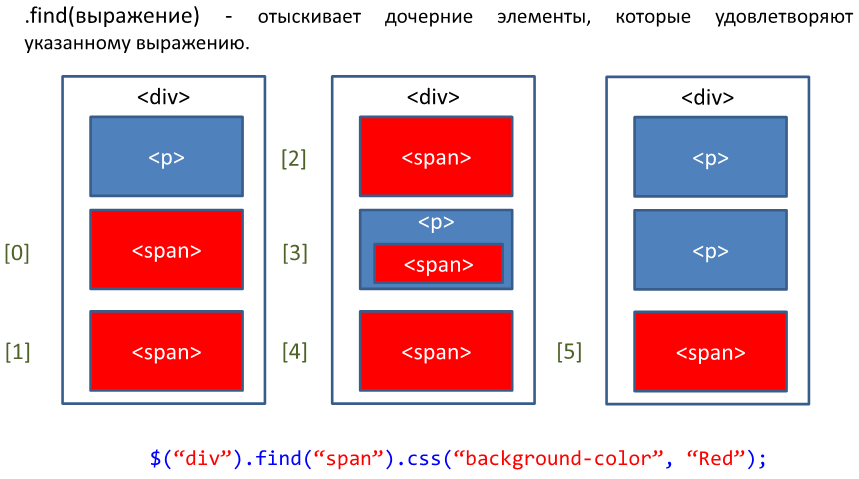 .find(выражение) - отыскивает дочерние элементы, которые удовлетворяют
указанному выражению.
<div> <div> <div>
<p> [2] <span> <p>
[0] <span> [3] <p> <p>
<span>
[1] <span> [4] <span> [5] <span>
$(“div”).find(“span”).css(“background-color”, “Red”);